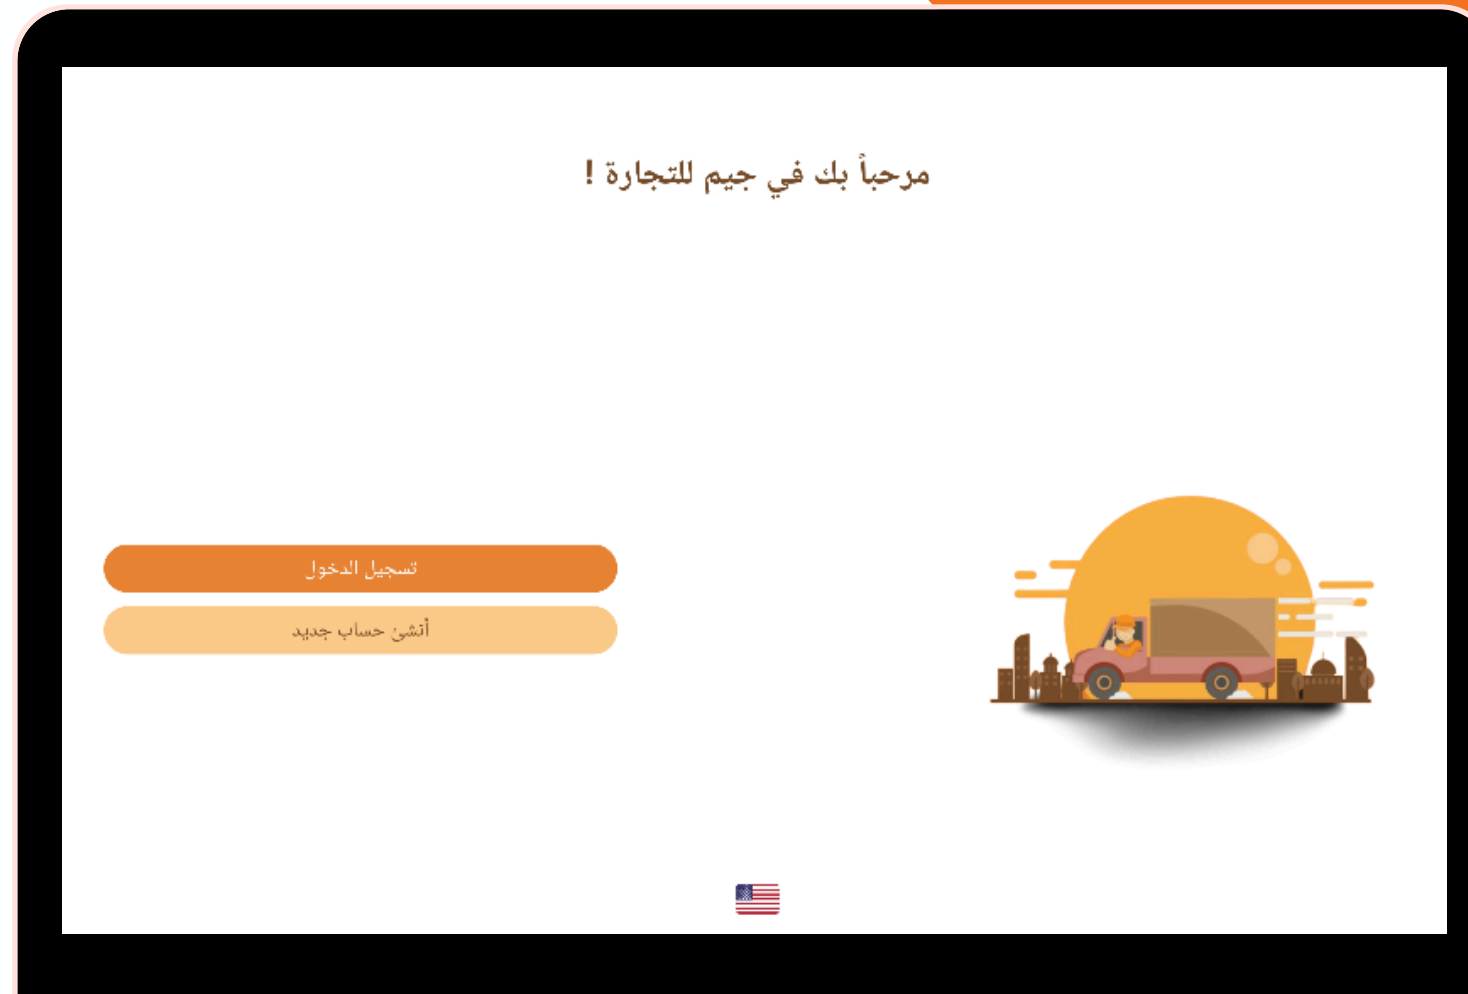 مرحباً بك في جيم للتجارة !
تسجيل الدخول
أنشئ حساب جديد